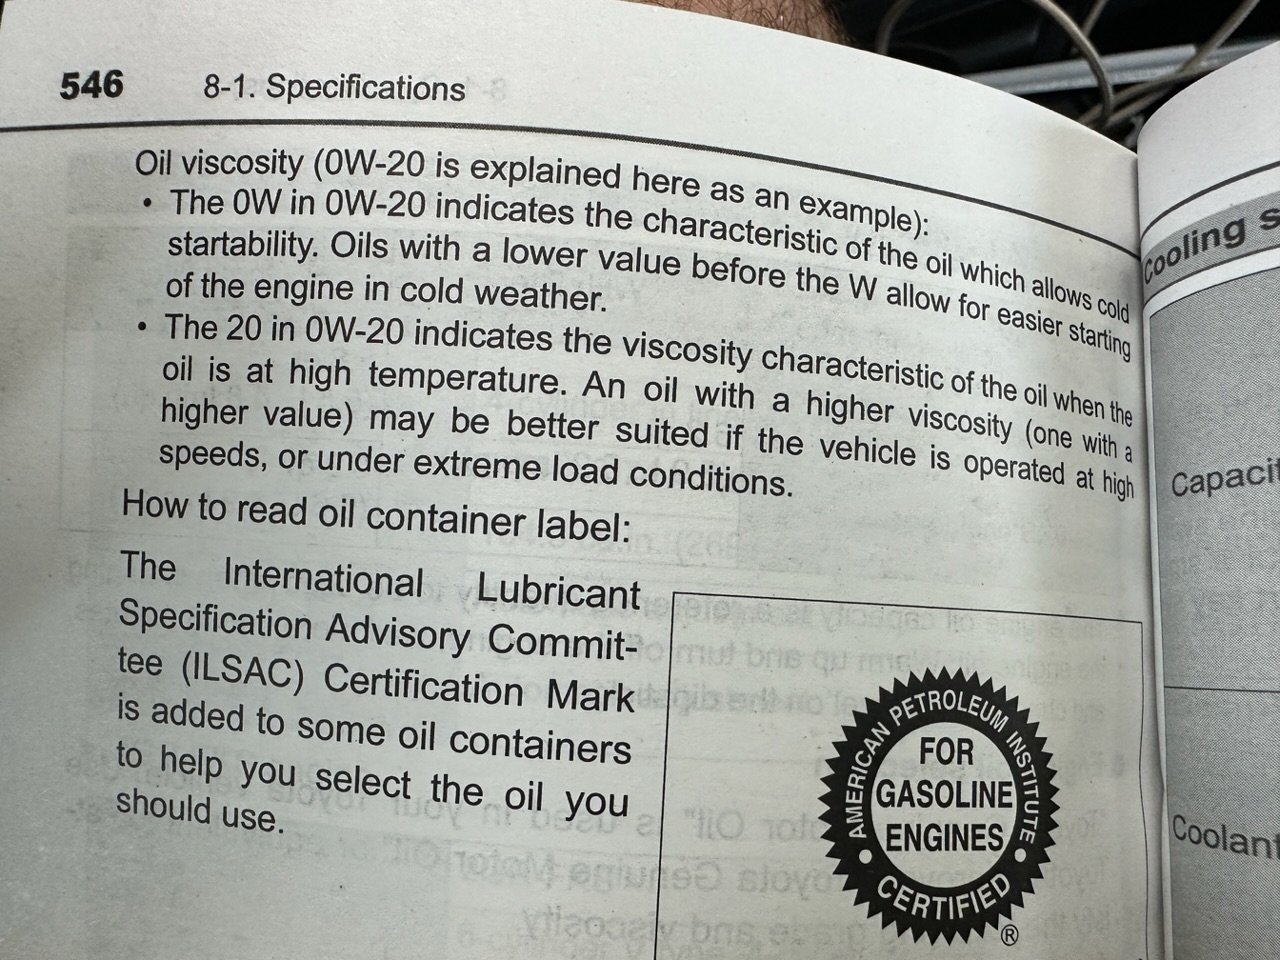 546 8-1. Specifications
Oil viscosity (0W-20 is explained here as an example):
• The 0W in 0W-20 indicates the characteristic of the oil which allows cold
startability. Oils with a lower value before the W allow for easier starting
of the engine in cold weather.
• The 20 in 0W-20 indicates the viscosity characteristic of the oil when the
oil is at high temperature. An oil with a higher viscosity (one with a
higher value) may be better suited if the vehicle is operated at high
speeds, or under extreme load conditions.
How to read oil container label:
The International Lubricant
Specification Advisory Commit-
tee (ILSAC) Certification Mark
is added to some oil containers
to help you select the oil you
should use.
AMERICAN PETROLEUM INSTITUTE
FOR
GASOLINE
ENGINES
CERTIFIED
®
Cooling s
Capacit
Coolant